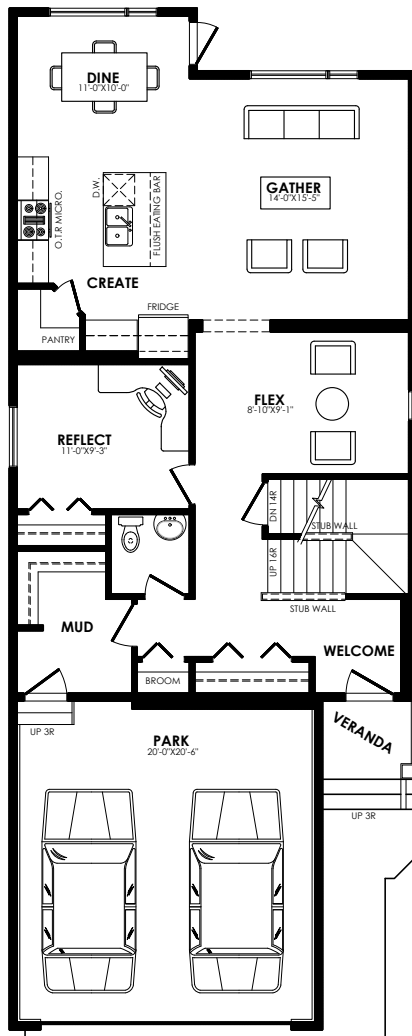 DINE
11'-0"X10'-0"
GATHER
14'-0"X15'-5"
D.W.
FLUSH EATING BAR
O.T.R MICRO.
CREATE
FRIDGE
PANTRY
FLEX
8'-10"X9'-1"
REFLECT
11'-0"X9'-3"
DN 14R
STUB WALL
UP 16R
STUB WALL
MUD
WELCOME
BROOM
VERANDA
UP 3R
PARK
20'-0"X20'-6"
UP 3R